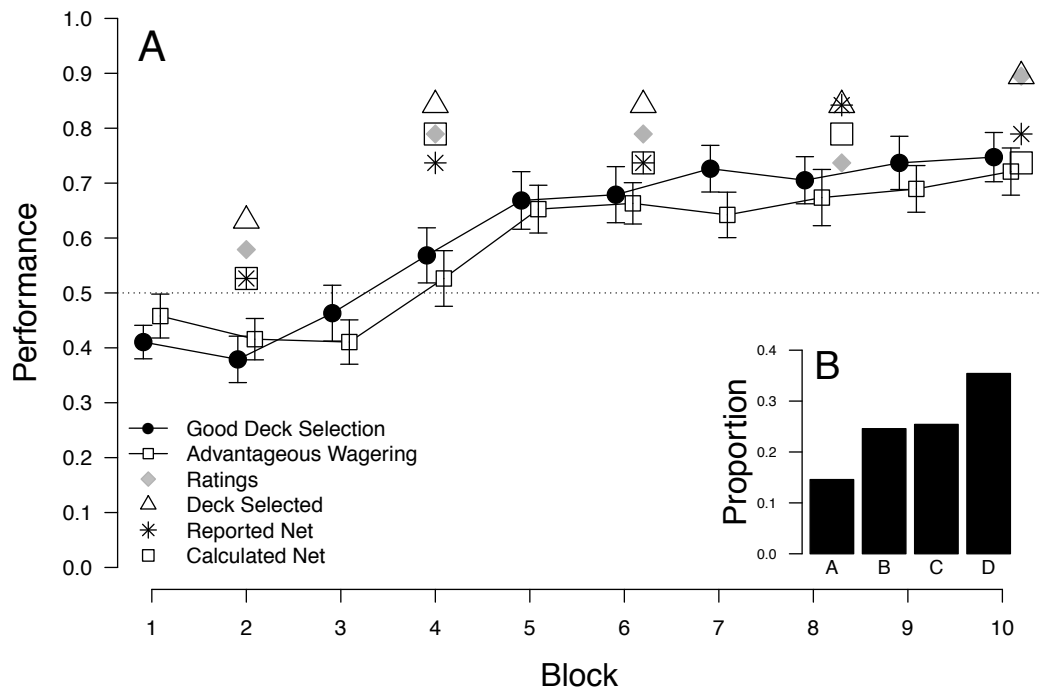 A
1.0
0.9
0.8
0.7
0.6
0.5
0.4
0.3
0.2
0.1
0.0
Performance
Good Deck Selection
Advantageous Wagering
Ratings
Deck Selected
Reported Net
Calculated Net
B
0.4
0.3
0.2
0.1
0.0
Proportion
A B C D
1 2 3 4 5 6 7 8 9 10
Block